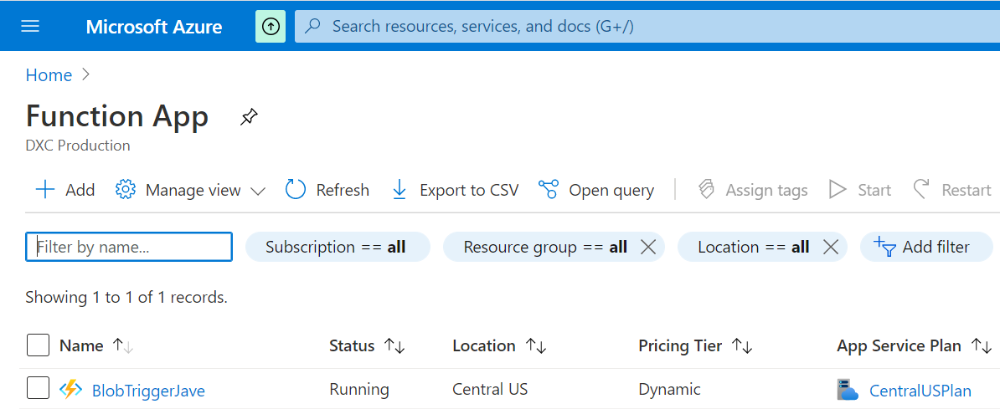 Microsoft Azure Search resources, services, and docs (G+/)
Home
Function App
DXC Production
Add Manage view Refresh Export to CSV Open query Assign tags Start Restart
Filter by name... Subscription == all Resource group == all Location == all Add filter
Showing 1 to 1 of 1 records.
Name Status Location Pricing Tier App Service Plan
BlobTriggerJave Running Central US Dynamic CentralUSPlan